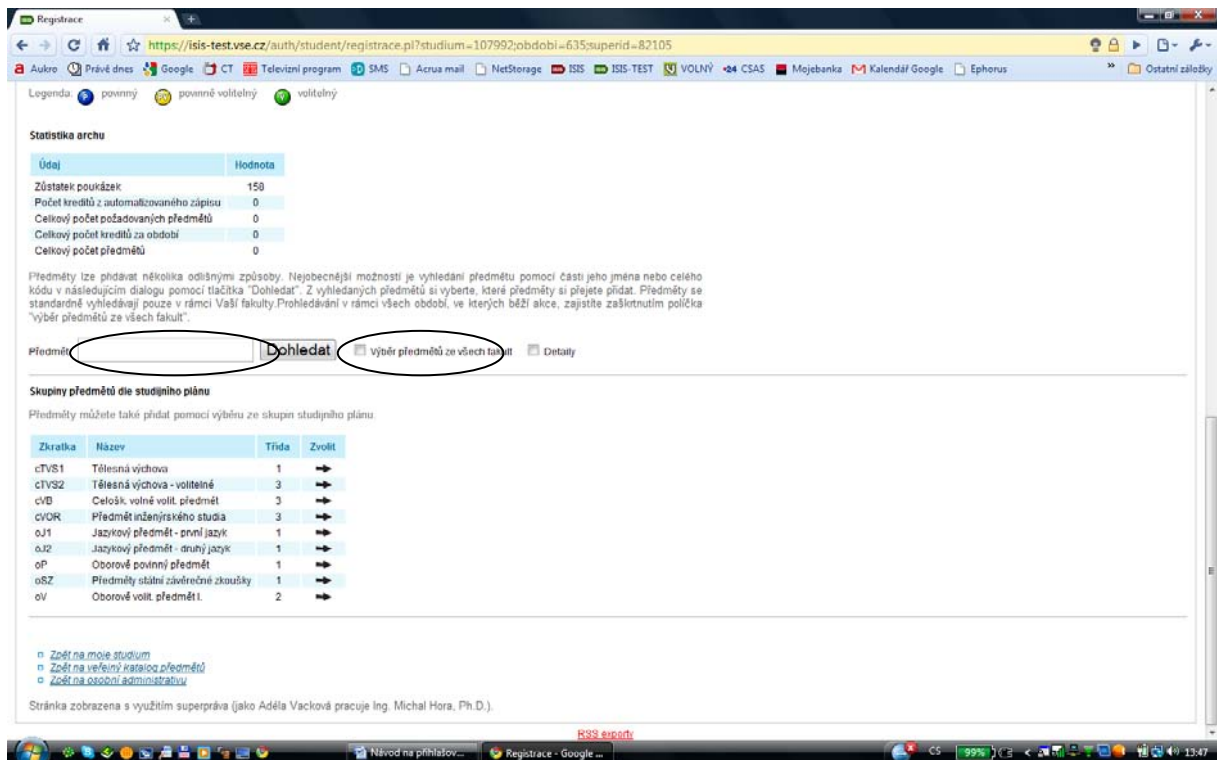 Registrace
https://isis-test.vse.cz/auth/student/registrace.pl?studium=107992;obdobi=635;superid=82105
Aukro Právě dnes Google CT Televizní program SMS Acrua mail NetStorage ISIS ISIS-TEST VOLNÝ CSAS Mojebanka Kalendář Google Ephorus » Ostatní záložky
Legenda: povinný povinně volitelný volitelný
Statistika archu
Údaj Hodnota
Zůstatek poukázek 158
Počet kreditů z automatizovaného zápisu 0
Celkový počet požadovaných předmětů 0
Celkový počet kreditů za období 0
Celkový počet předmětů 0
Předměty lze přidávat několika odlišnými způsoby. Nejobecnější možností je vyhledání předmětu pomocí části jeho jména nebo celého
kódu v následujícím dialogu pomocí tlačítka "Dohledat". Z vyhledaných předmětů si vyberte, které předměty si přejete přidat. Předměty se
standardně vyhledávají pouze v rámci Vaší fakulty.Prohledávání v rámci všech období, ve kterých běží akce, zajistíte zaškrtnutím políčka
"výběr předmětů ze všech fakult".
Předmět Dohledat Výběr předmětů ze všech fakult Detaily
Skupiny předmětů dle studijního plánu
Předměty můžete také přidat pomocí výběru ze skupin studijního plánu
Zkratka Název Třída Zvolit
cTVS1 Tělesná výchova 1
cTVS2 Tělesná výchova - volitelné 3
cVB Celošk. volně volit. předmět 3
cVOR Předmět inženýrského studia 3
oJ1 Jazykový předmět - první jazyk 1
oJ2 Jazykový předmět - druhý jazyk 1
oP Oborově povinný předmět 1
oSZ Předměty státní závěrečné zkoušky 1
oV Oborově volit. předmět I. 2
Zpět na moje studium
Zpět na veřejný katalog předmětů
Zpět na osobní administrativu
Stránka zobrazena s využitím superpráva (jako Adéla Vacková pracuje Ing. Michal Hora, Ph.D.).
RSS exporty
Návod na přihlašov... Registrace - Google ... CS 99% 13:47